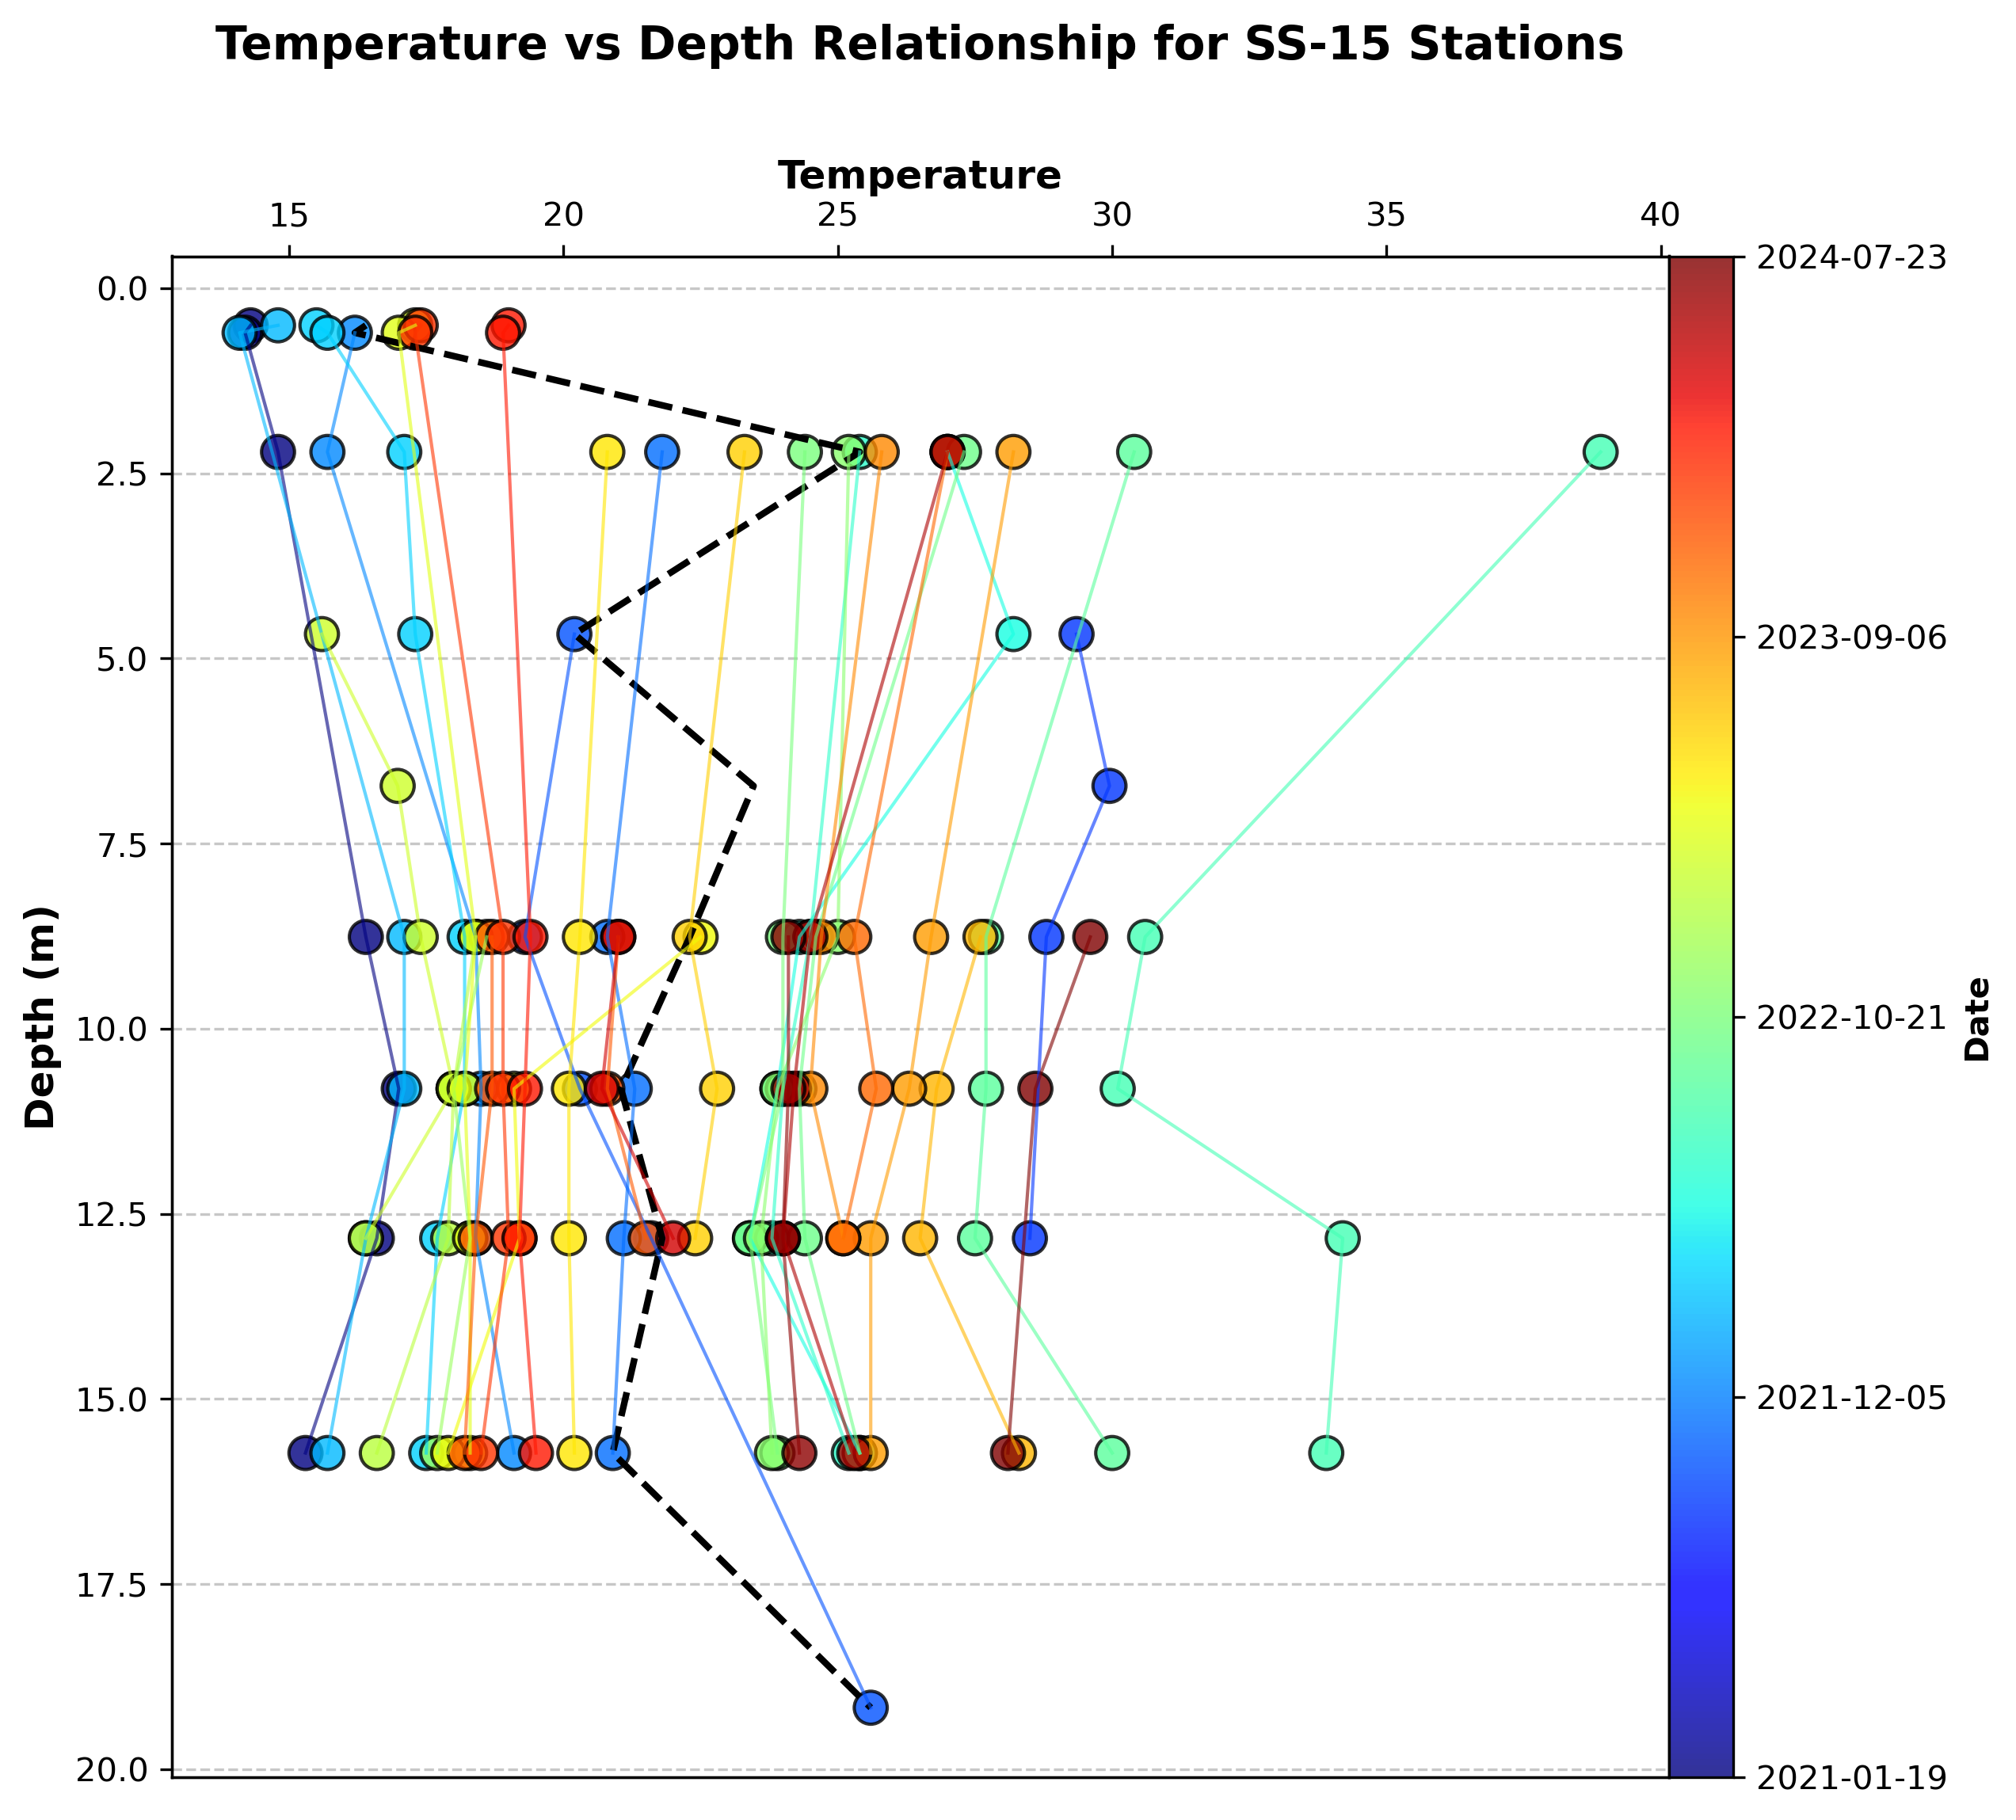 Temperature vs Depth Relationship for SS-15 Stations
Temperature
15 20 25 30 35 40
Depth (m)
0.0
2.5
5.0
7.5
10.0
12.5
15.0
17.5
20.0
2024-07-23
2023-09-06
2022-10-21
2021-12-05
2021-01-19
Date